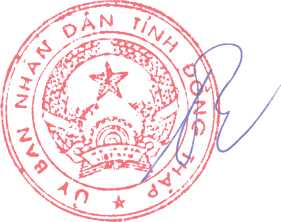 ỦY BAN NHÂN DÂN TỈNH ĐỒNG THÁP